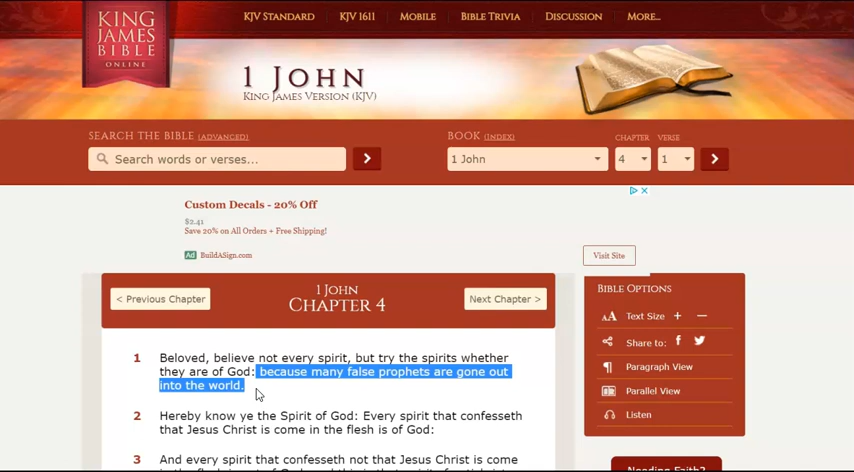 KING
JAMES
BIBLE
ONLINE
KJV STANDARD KJV 1611 MOBILE BIBLE TRIVIA DISCUSSION MORE...
1 JOHN
KING JAMES VERSION (KJV)
SEARCH THE BIBLE (ADVANCED)
BOOK (INDEX) CHAPTER VERSE
Search words or verses...
1 John 4 1
Custom Decals - 20% Off
$2.41
Save 20% on All Orders + Free Shipping!
Ad BuildASign.com
Visit Site
< Previous Chapter
1 JOHN
CHAPTER 4
Next Chapter >
1 Beloved, believe not every spirit, but try the spirits whether
they are of God: because many false prophets are gone out
into the world.
2 Hereby know ye the Spirit of God: Every spirit that confesseth
that Jesus Christ is come in the flesh is of God:
3 And every spirit that confesseth not that Jesus Christ is come
BIBLE OPTIONS
AA Text Size + −
Share to:
Paragraph View
Parallel View
Listen
Needing Faith?